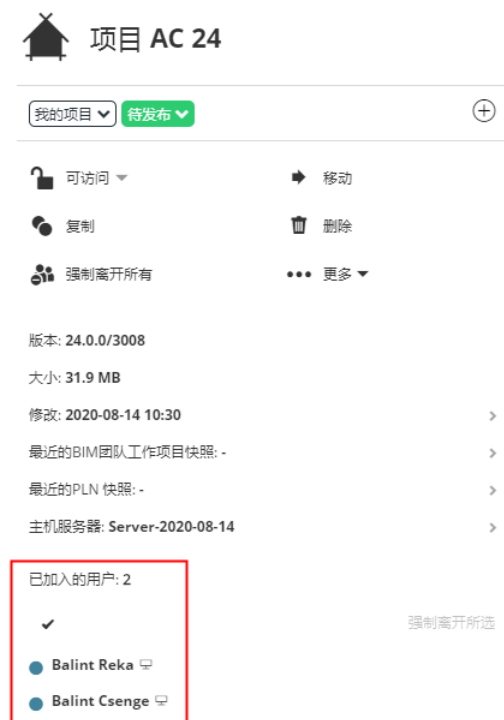 项目 AC 24
我的项目 待发布
可访问 移动
复制 删除
强制离开所有 更多
版本: 24.0.0/3008
大小: 31.9 MB
修改: 2020-08-14 10:30
最近的BIM团队工作项目快照: -
最近的PLN 快照: -
主机服务器: Server-2020-08-14
已加入的用户: 2
强制离开所选
Balint Reka
Balint Csenge